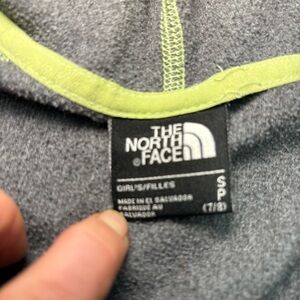 THE
NORTH
FACE
GIRL'S/FILLES
MADE IN EL SALVADOR
FABRIQUE AU
SALVADOR
S
P
(7/8)